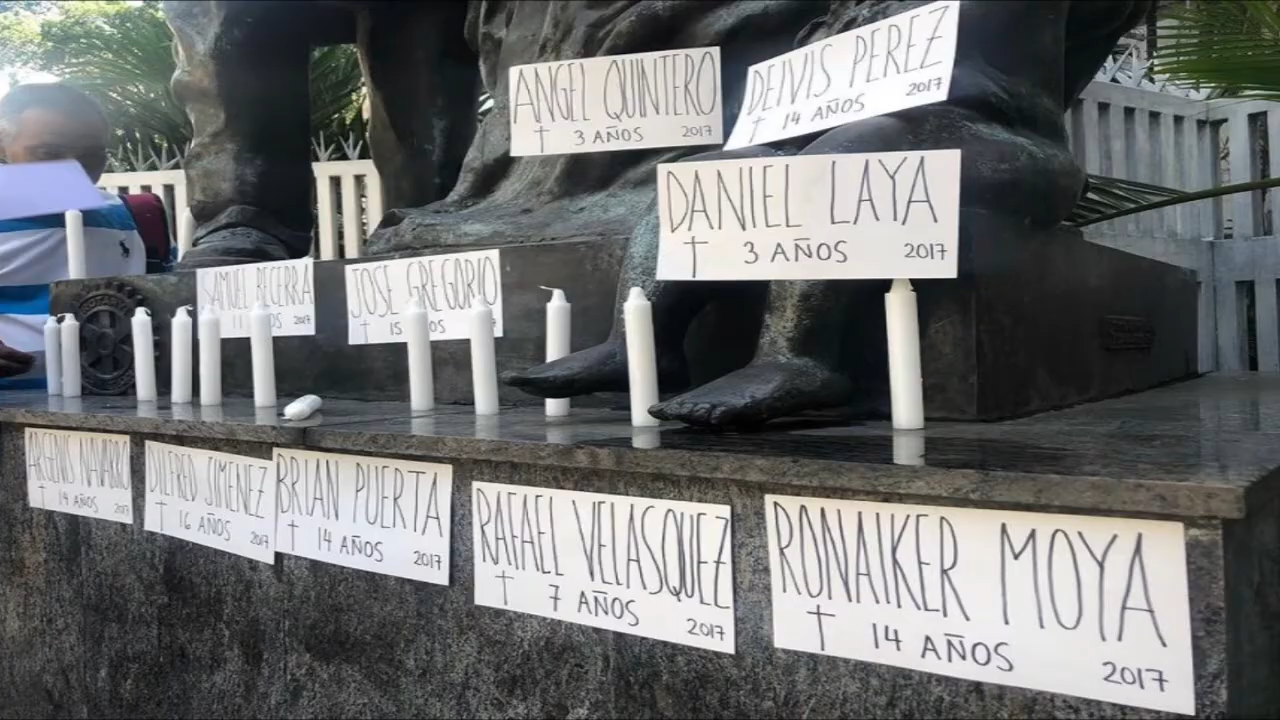 ANGEL QUINTERO
† 3 AÑOS 2017
DEIVIS PEREZ
† 14 AÑOS 2017
DANIEL LAYA
† 3 AÑOS 2017
SAMUEL BECERRA
2017
JOSE GREGORIO
† 15
ARGENIS NAVARRO
† 14 AÑOS 2017
DILFRED JIMENEZ
† 16 AÑOS 2017
BRIAN PUERTA
† 14 AÑOS 2017
RAFAEL VELASQUEZ
† 7 AÑOS 2017
RONAIKER MOYA
† 14 AÑOS 2017